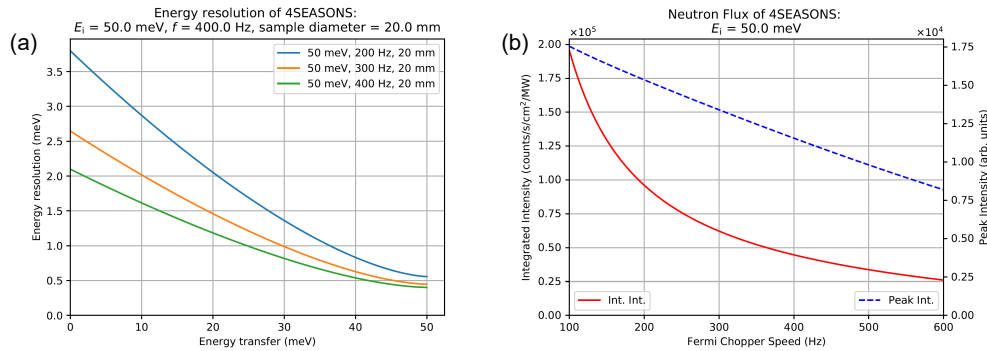 (a)
Energy resolution of 4SEASONS:
Ei = 50.0 meV, f = 400.0 Hz, sample diameter = 20.0 mm
50 meV, 200 Hz, 20 mm
50 meV, 300 Hz, 20 mm
50 meV, 400 Hz, 20 mm
Energy resolution (meV)
3.5
3.0
2.5
2.0
1.5
1.0
0.5
0.0
0
10
20
30
40
50
Energy transfer (meV)
(b)
Neutron Flux of 4SEASONS:
Ei = 50.0 meV
×10⁵
×10⁴
Integrated Intensity (counts/s/cm²/MW)
2.00
1.75
1.50
1.25
1.00
0.75
0.50
0.25
0.00
Int. Int.
Peak Int.
1.75
1.50
1.25
1.00
0.75
0.50
0.25
0.00
Peak Intensity (arb. units)
100
200
300
400
500
600
Fermi Chopper Speed (Hz)